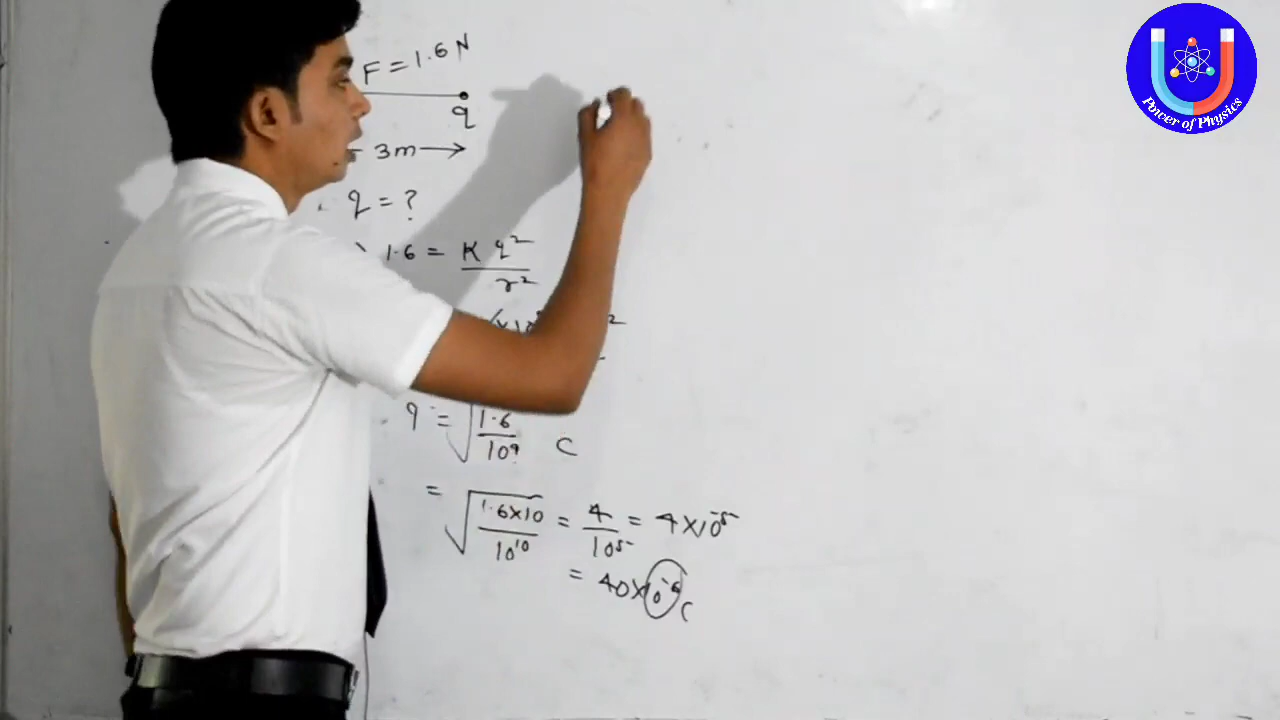 F = 1.6 N
q
3m →
q = ?
1.6 = K q² / r²
q = √(1.6 / 10⁹) C
= √(1.6×10 / 10¹⁰) = 4 / 10⁵ = 4×10⁻⁵
= 40×10⁻⁶ C
Power of Physics